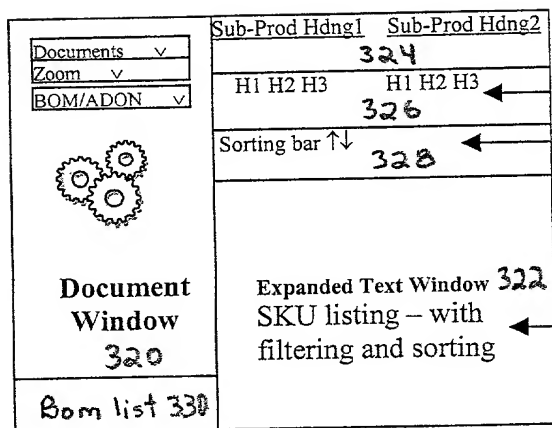 Documents ∨
Zoom ∨
BOM/ADON ∨
Document
Window
320
Bom list 330
Sub-Prod Hdng1 Sub-Prod Hdng2
324
H1 H2 H3 H1 H2 H3
326
Sorting bar ↑↓
328
Expanded Text Window 322
SKU listing – with
filtering and sorting